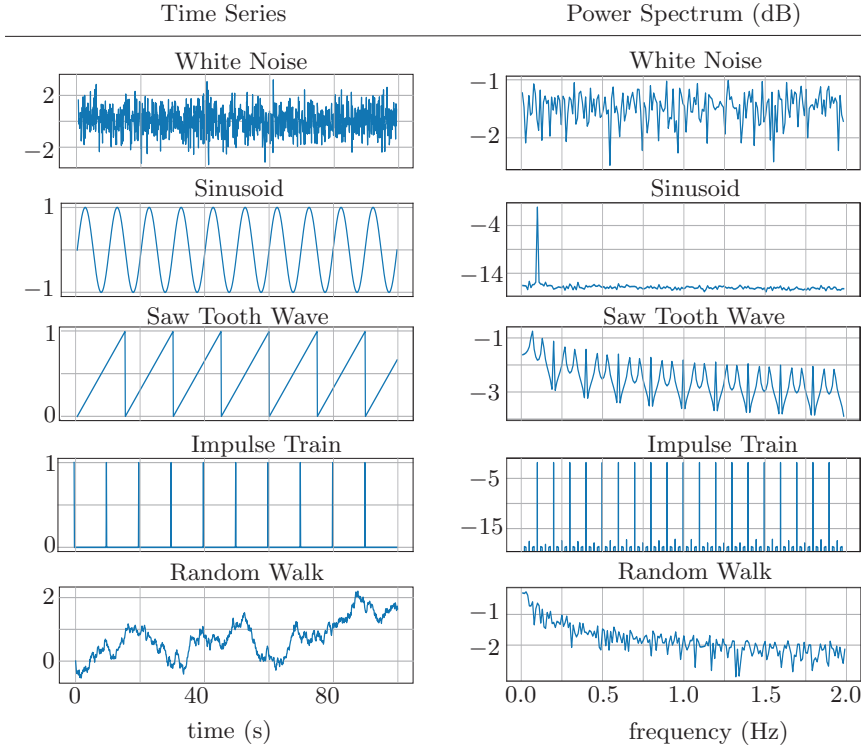 Time Series
Power Spectrum (dB)
White Noise
2
−2
White Noise
−1
−2
Sinusoid
1
−1
Sinusoid
−4
−14
Saw Tooth Wave
1
0
Saw Tooth Wave
−1
−3
Impulse Train
1
0
Impulse Train
−5
−15
Random Walk
2
0
0 40 80
time (s)
Random Walk
−1
−2
0.0 0.5 1.0 1.5 2.0
frequency (Hz)